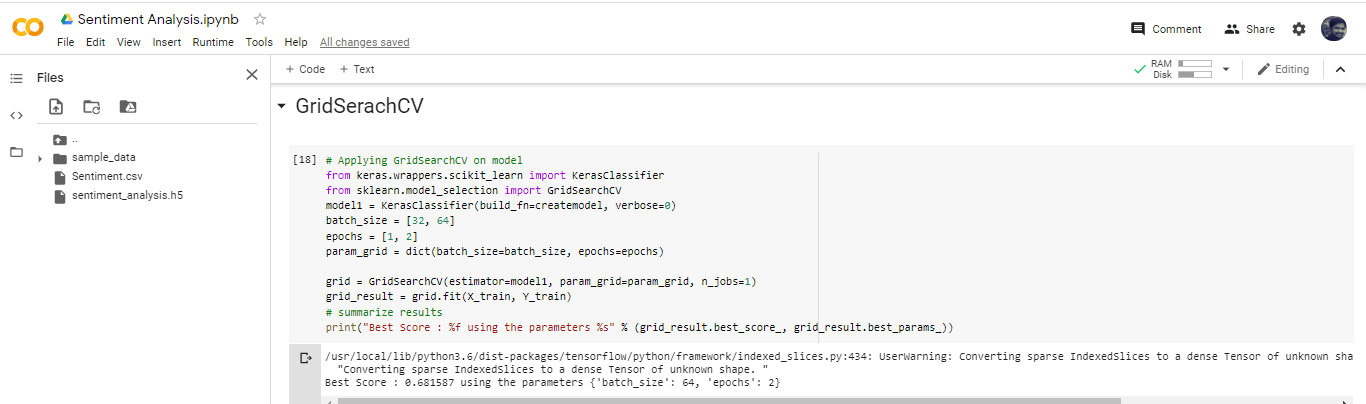 CO
Sentiment Analysis.ipynb
File Edit View Insert Runtime Tools Help All changes saved
Comment Share
Files
+ Code + Text
RAM
Disk
Editing
..
sample_data
Sentiment.csv
sentiment_analysis.h5
GridSerachCV
[18] # Applying GridSearchCV on model
from keras.wrappers.scikit_learn import KerasClassifier
from sklearn.model_selection import GridSearchCV
model1 = KerasClassifier(build_fn=createmodel, verbose=0)
batch_size = [32, 64]
epochs = [1, 2]
param_grid = dict(batch_size=batch_size, epochs=epochs)
grid = GridSearchCV(estimator=model1, param_grid=param_grid, n_jobs=1)
grid_result = grid.fit(X_train, Y_train)
# summarize results
print("Best Score : %f using the parameters %s" % (grid_result.best_score_, grid_result.best_params_))
/usr/local/lib/python3.6/dist-packages/tensorflow/python/framework/indexed_slices.py:434: UserWarning: Converting sparse IndexedSlices to a dense Tensor of unknown sha
"Converting sparse IndexedSlices to a dense Tensor of unknown shape. "
Best Score : 0.681587 using the parameters {'batch_size': 64, 'epochs': 2}